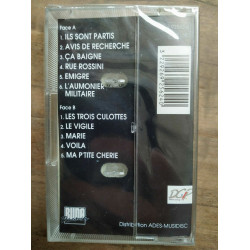 Face A
1. ILS SONT PARTIS
2. AVIS DE RECHERCHE
3. ÇA BAIGNE
4. RUE ROSSINI
5. EMIGRE
6. L'AUMONIER
MILITAIRE
Face B
1. LES TROIS CULOTTES
2. LE VIGILE
3. MARIE
4. VOILA
5. MA P'TITE CHERIE
Distribution ADES-MUSIDISC